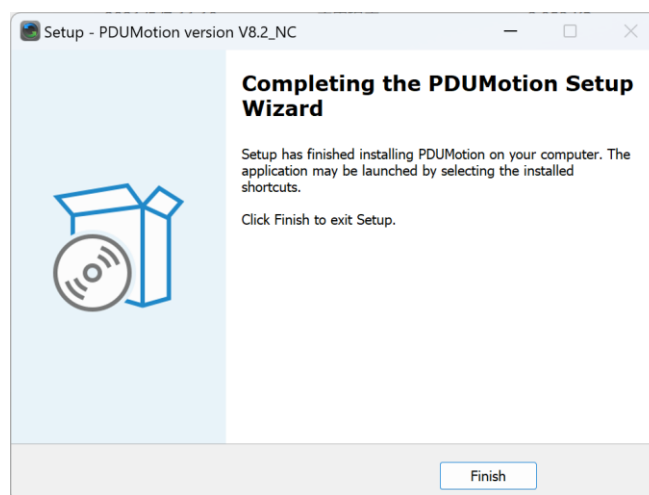 Setup - PDUMotion version V8.2_NC
Completing the PDUMotion Setup
Wizard
Setup has finished installing PDUMotion on your computer. The
application may be launched by selecting the installed
shortcuts.
Click Finish to exit Setup.
Finish